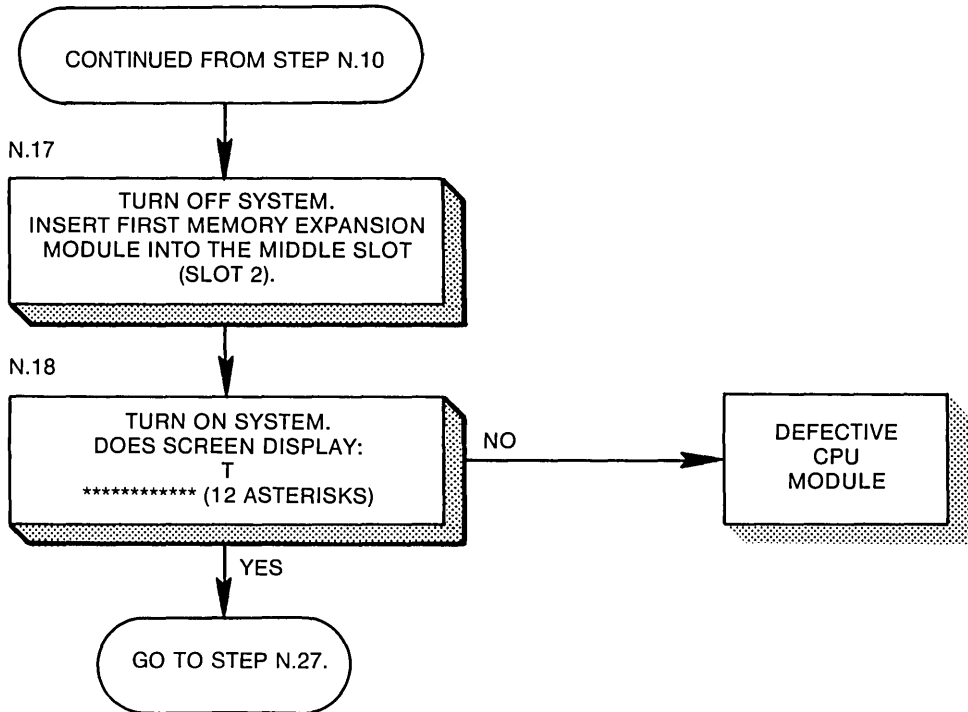 CONTINUED FROM STEP N.10
N.17
TURN OFF SYSTEM.
INSERT FIRST MEMORY EXPANSION
MODULE INTO THE MIDDLE SLOT
(SLOT 2).
N.18
TURN ON SYSTEM.
DOES SCREEN DISPLAY:
T
************ (12 ASTERISKS)
NO
DEFECTIVE
CPU
MODULE
YES
GO TO STEP N.27.